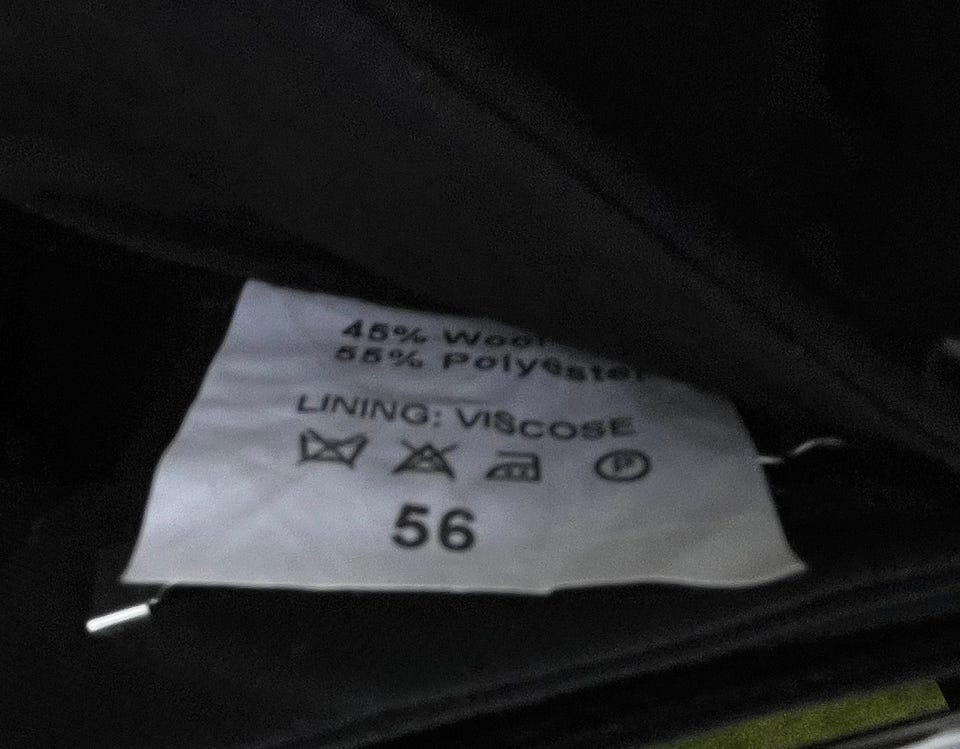 45% Wool
55% Polyester
LINING: VISCOSE
P
56